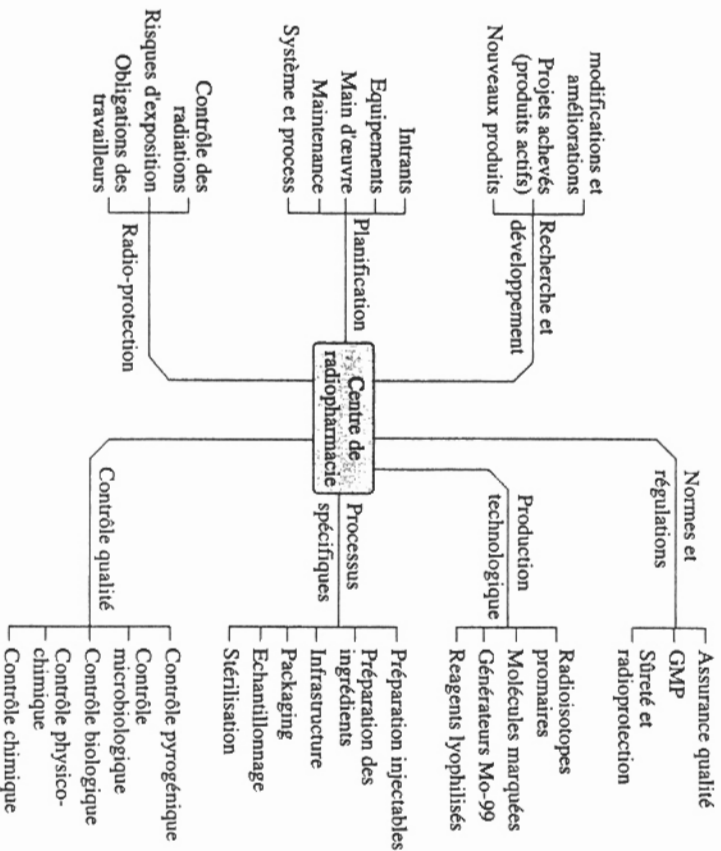 modifications et
améliorations
Projets achevés
(produits actifs)
Nouveaux produits
Recherche et
développement
Intrants
Equipements
Main d'œuvre
Maintenance
Système et process
Planification
Contrôle des
radiations
Risques d'exposition
Obligations des
travailleurs
Radio-protection
Centre de
radiopharmacie
Normes et
régulations
Assurance qualité
GMP
Sûreté et
radioprotection
Production
technologique
Radioisotopes
promaires
Molécules marquées
Générateurs Mo-99
Reagents lyophilisés
Processus
spécifiques
Préparation injectables
Préparation des
ingrédients
Infrastructure
Packaging
Echantillonnage
Stérilisation
Contrôle qualité
Contrôle pyrogénique
Contrôle
microbiologique
Contrôle biologique
Contrôle physico-
chimique
Contrôle chimique